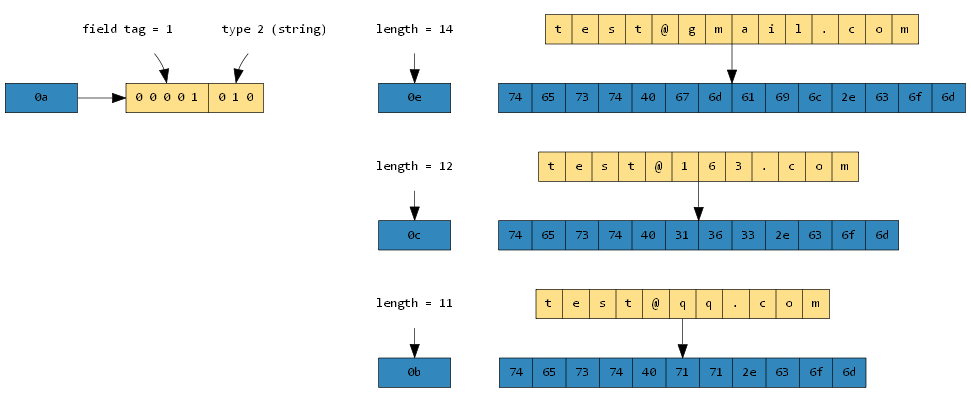 field tag = 1 type 2 (string) length = 14 t e s t @ g m a i l . c o m
0a 0 0 0 0 1 0 1 0 0e 74 65 73 74 40 67 6d 61 69 6c 2e 63 6f 6d
length = 12 t e s t @ 1 6 3 . c o m
0c 74 65 73 74 40 31 36 33 2e 63 6f 6d
length = 11 t e s t @ q q . c o m
0b 74 65 73 74 40 71 71 2e 63 6f 6d